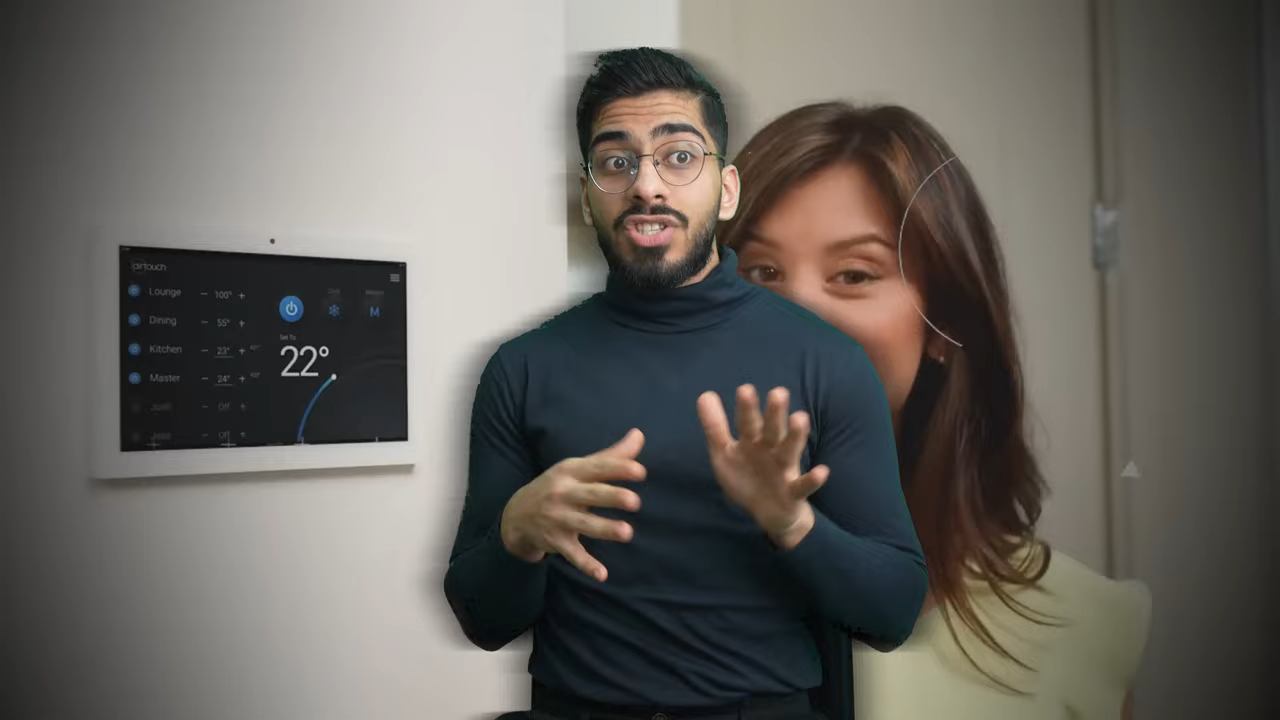 airtouch
Lounge - 100% +
Dining - 55° +
Kitchen - 23° +
Master - 24° +
- Off +
- Off +
M
Set To
22°